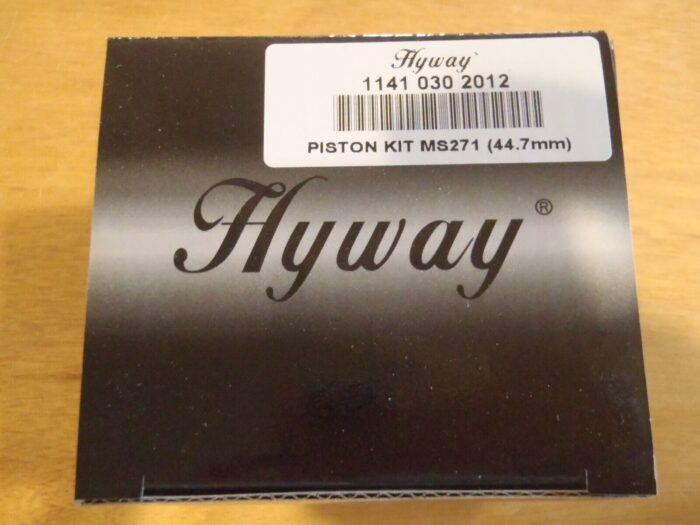 Hyway
1141 030 2012
PISTON KIT MS271 (44.7mm)
Hyway®